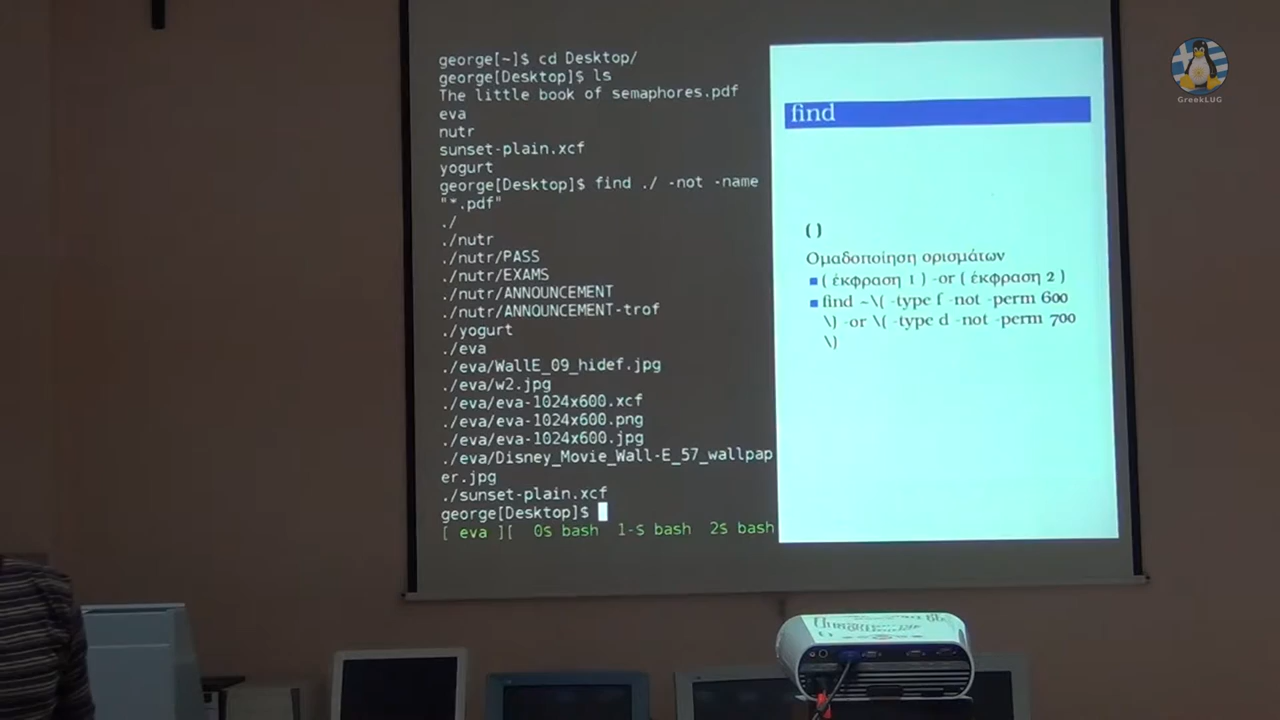 george[~]$ cd Desktop/
george[Desktop]$ ls
The little book of semaphores.pdf
eva
nutr
sunset-plain.xcf
yogurt
george[Desktop]$ find ./ -not -name
"*.pdf"
./
./nutr
./nutr/PASS
./nutr/EXAMS
./nutr/ANNOUNCEMENT
./nutr/ANNOUNCEMENT-trof
./yogurt
./eva
./eva/WallE_09_hidef.jpg
./eva/w2.jpg
./eva/eva-1024x600.xcf
./eva/eva-1024x600.png
./eva/eva-1024x600.jpg
./eva/Disney_Movie_Wall-E_57_wallpap
er.jpg
./sunset-plain.xcf
george[Desktop]$
[ eva ][ 0$ bash 1-$ bash 2$ bash
find
( )
Ομαδοποίηση ορισμάτων
( έκφραση 1 ) -or ( έκφραση 2 )
find ~\( -type f -not -perm 600
\) -or \( -type d -not -perm 700
\)
GreekLUG